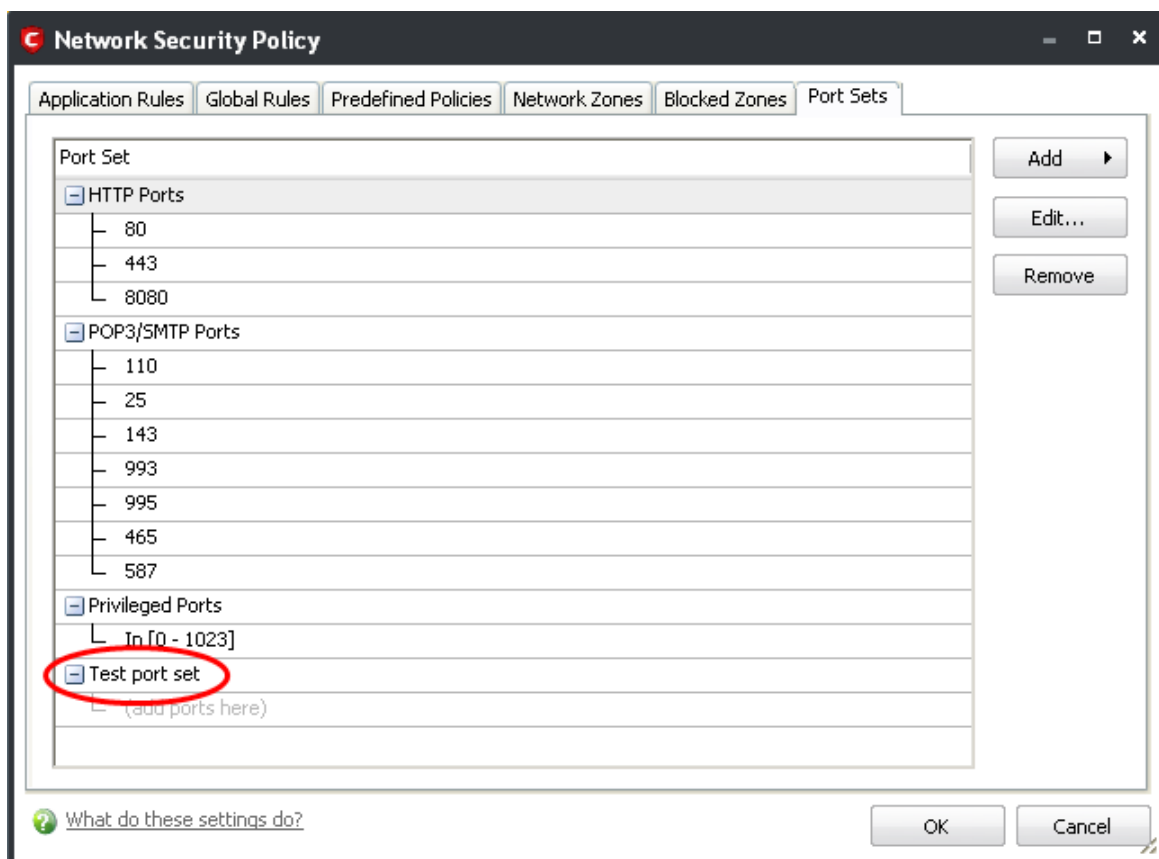 Network Security Policy
Application Rules Global Rules Predefined Policies Network Zones Blocked Zones Port Sets
Port Set
HTTP Ports
80
443
8080
POP3/SMTP Ports
110
25
143
993
995
465
587
Privileged Ports
In [0 - 1023]
Test port set
(add ports here)
Add
Edit...
Remove
What do these settings do?
OK Cancel